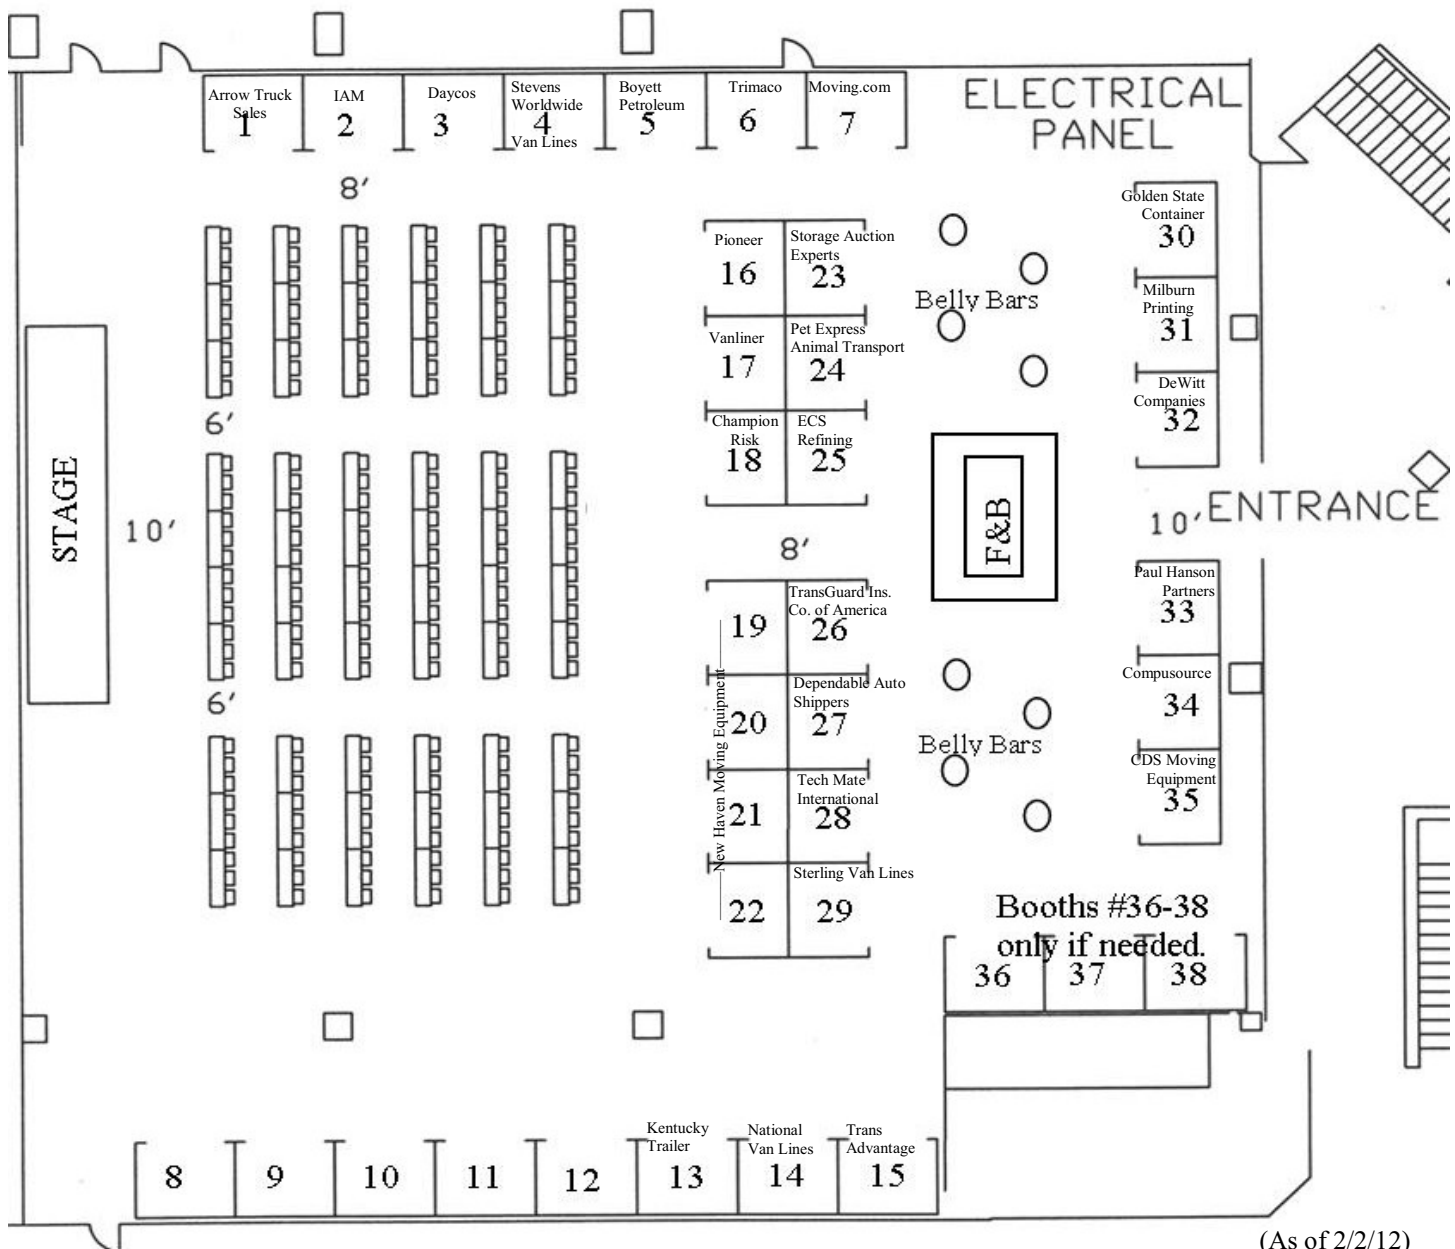 Arrow Truck
Sales
1
IAM
2
Daycos
3
Stevens
Worldwide
4
Van Lines
Boyett
Petroleum
5
Trimaco
6
Moving.com
7
ELECTRICAL
PANEL
8'
Golden State
Container
30
Pioneer
16
Storage Auction
Experts
23
Belly Bars
Milburn
Printing
31
Vanliner
17
Pet Express
Animal Transport
24
DeWitt
Companies
32
6'
Champion
Risk
18
ECS
Refining
25
STAGE
10'
F&B
10' ENTRANCE
8'
Paul Hanson
Partners
33
New Haven Moving Equipment
19
TransGuard Ins.
Co. of America
26
Compusource
34
6'
20
Dependable Auto
Shippers
27
Belly Bars
CDS Moving
Equipment
35
21
Tech Mate
International
28
22
Sterling Van Lines
29
Booths #36-38
only if needed.
36
37
38
8
9
10
11
12
Kentucky
Trailer
13
National
Van Lines
14
Trans
Advantage
15
(As of 2/2/12)